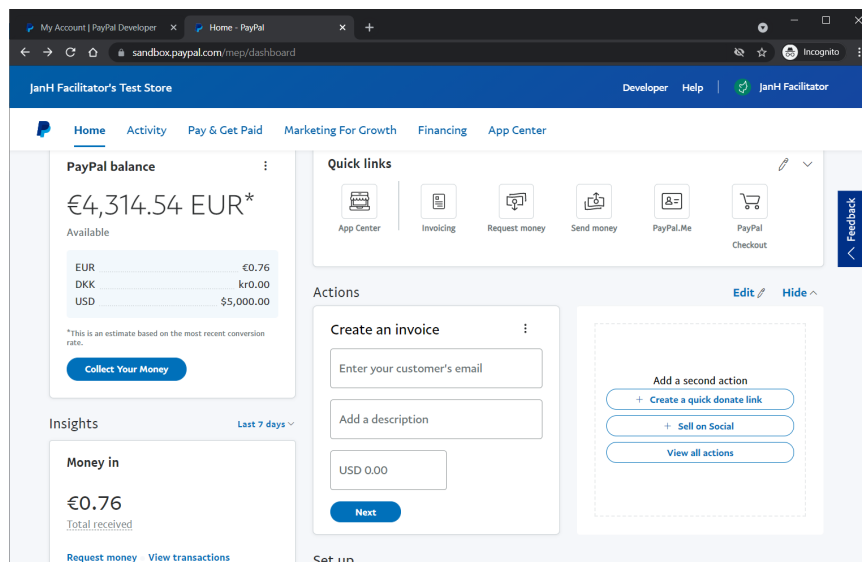 My Account | PayPal Developer
Home - PayPal
sandbox.paypal.com/mep/dashboard
Incognito
JanH Facilitator's Test Store
Developer Help
JanH Facilitator
Home Activity Pay & Get Paid Marketing For Growth Financing App Center
PayPal balance
€4,314.54 EUR*
Available
EUR €0.76
DKK kr0.00
USD $5,000.00
*This is an estimate based on the most recent conversion
rate.
Collect Your Money
Quick links
App Center
Invoicing
Request money
Send money
PayPal.Me
PayPal
Checkout
Feedback
Actions
Edit
Hide
Create an invoice
Enter your customer's email
Add a description
USD 0.00
Next
Add a second action
+ Create a quick donate link
+ Sell on Social
View all actions
Insights
Last 7 days
Money in
€0.76
Total received
Request money View transactions
Set up